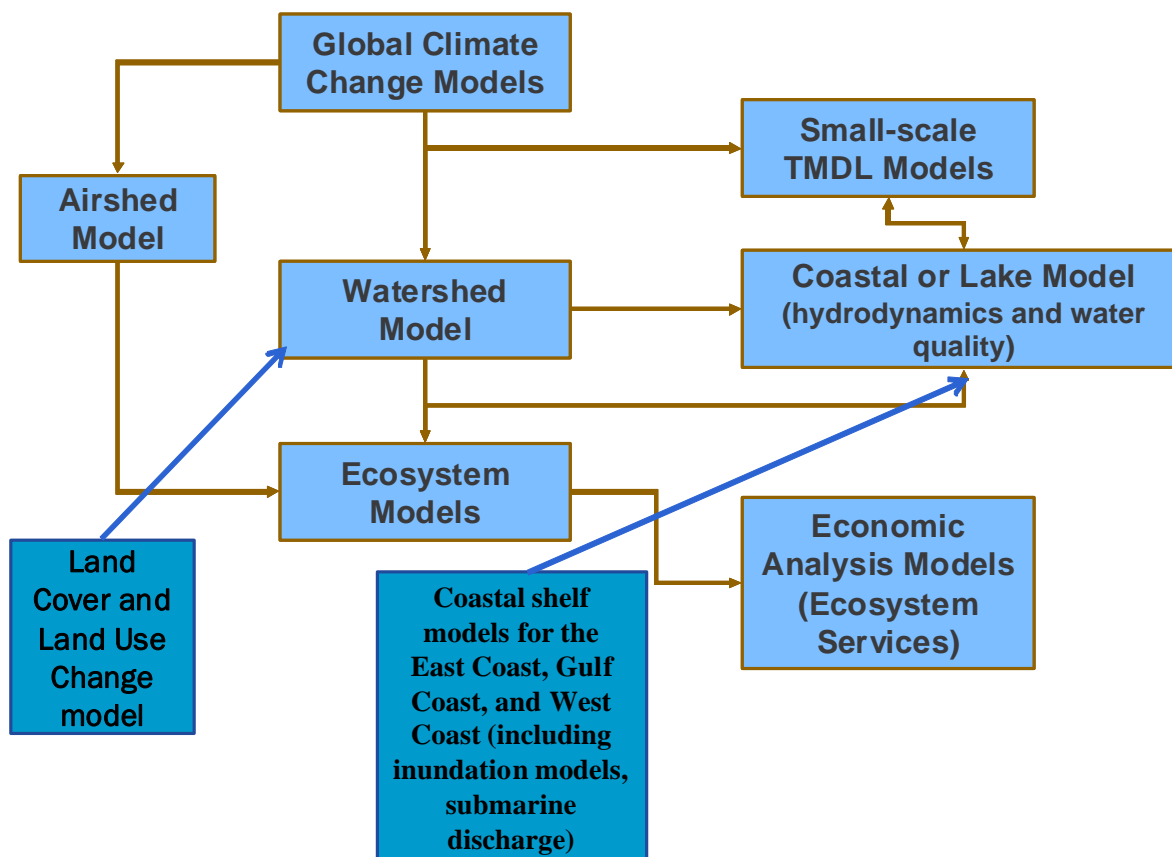 Global Climate
Change Models
Small-scale
TMDL Models
Airshed
Model
Watershed
Model
Coastal or Lake Model
(hydrodynamics and water
quality)
Ecosystem
Models
Economic
Analysis Models
(Ecosystem
Services)
Land
Cover and
Land Use
Change
model
Coastal shelf
models for the
East Coast, Gulf
Coast, and West
Coast (including
inundation models,
submarine
discharge)